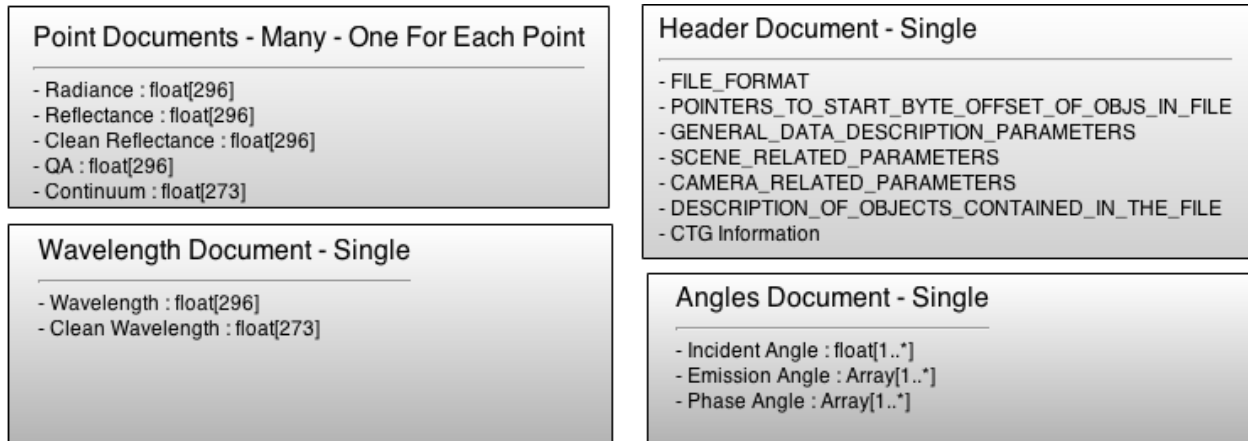 Point Documents - Many - One For Each Point
- Radiance : float[296]
- Reflectance : float[296]
- Clean Reflectance : float[296]
- QA : float[296]
- Continuum : float[273]
Header Document - Single
- FILE_FORMAT
- POINTERS_TO_START_BYTE_OFFSET_OF_OBJS_IN_FILE
- GENERAL_DATA_DESCRIPTION_PARAMETERS
- SCENE_RELATED_PARAMETERS
- CAMERA_RELATED_PARAMETERS
- DESCRIPTION_OF_OBJECTS_CONTAINED_IN_THE_FILE
- CTG Information
Wavelength Document - Single
- Wavelength : float[296]
- Clean Wavelength : float[273]
Angles Document - Single
- Incident Angle : float[1..*]
- Emission Angle : Array[1..*]
- Phase Angle : Array[1..*]